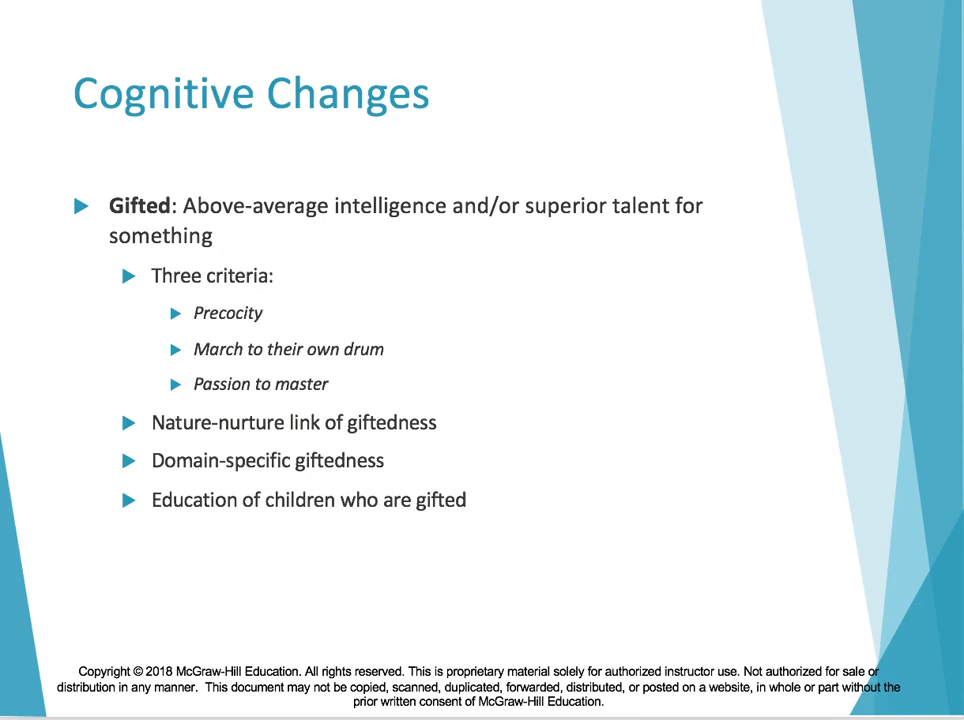 Cognitive Changes
Gifted: Above-average intelligence and/or superior talent for
something
Three criteria:
Precocity
March to their own drum
Passion to master
Nature-nurture link of giftedness
Domain-specific giftedness
Education of children who are gifted
Copyright © 2018 McGraw-Hill Education. All rights reserved. This is proprietary material solely for authorized instructor use. Not authorized for sale or
distribution in any manner. This document may not be copied, scanned, duplicated, forwarded, distributed, or posted on a website, in whole or part without the
prior written consent of McGraw-Hill Education.